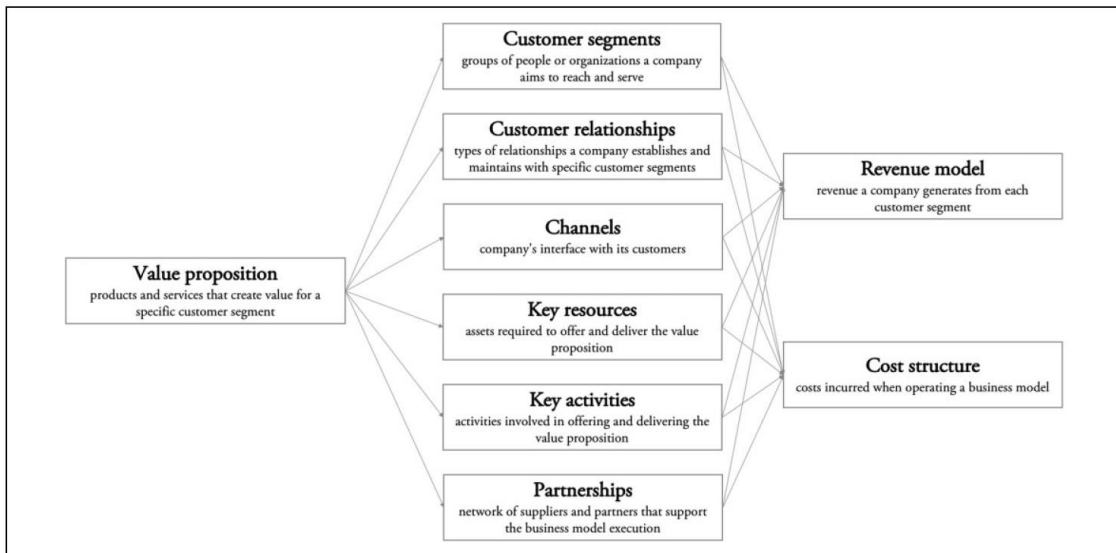 Value proposition
products and services that create value for a
specific customer segment
Customer segments
groups of people or organizations a company
aims to reach and serve
Customer relationships
types of relationships a company establishes and
maintains with specific customer segments
Channels
company's interface with its customers
Key resources
assets required to offer and deliver the value
proposition
Key activities
activities involved in offering and delivering the
value proposition
Partnerships
network of suppliers and partners that support
the business model execution
Revenue model
revenue a company generates from each
customer segment
Cost structure
costs incurred when operating a business model